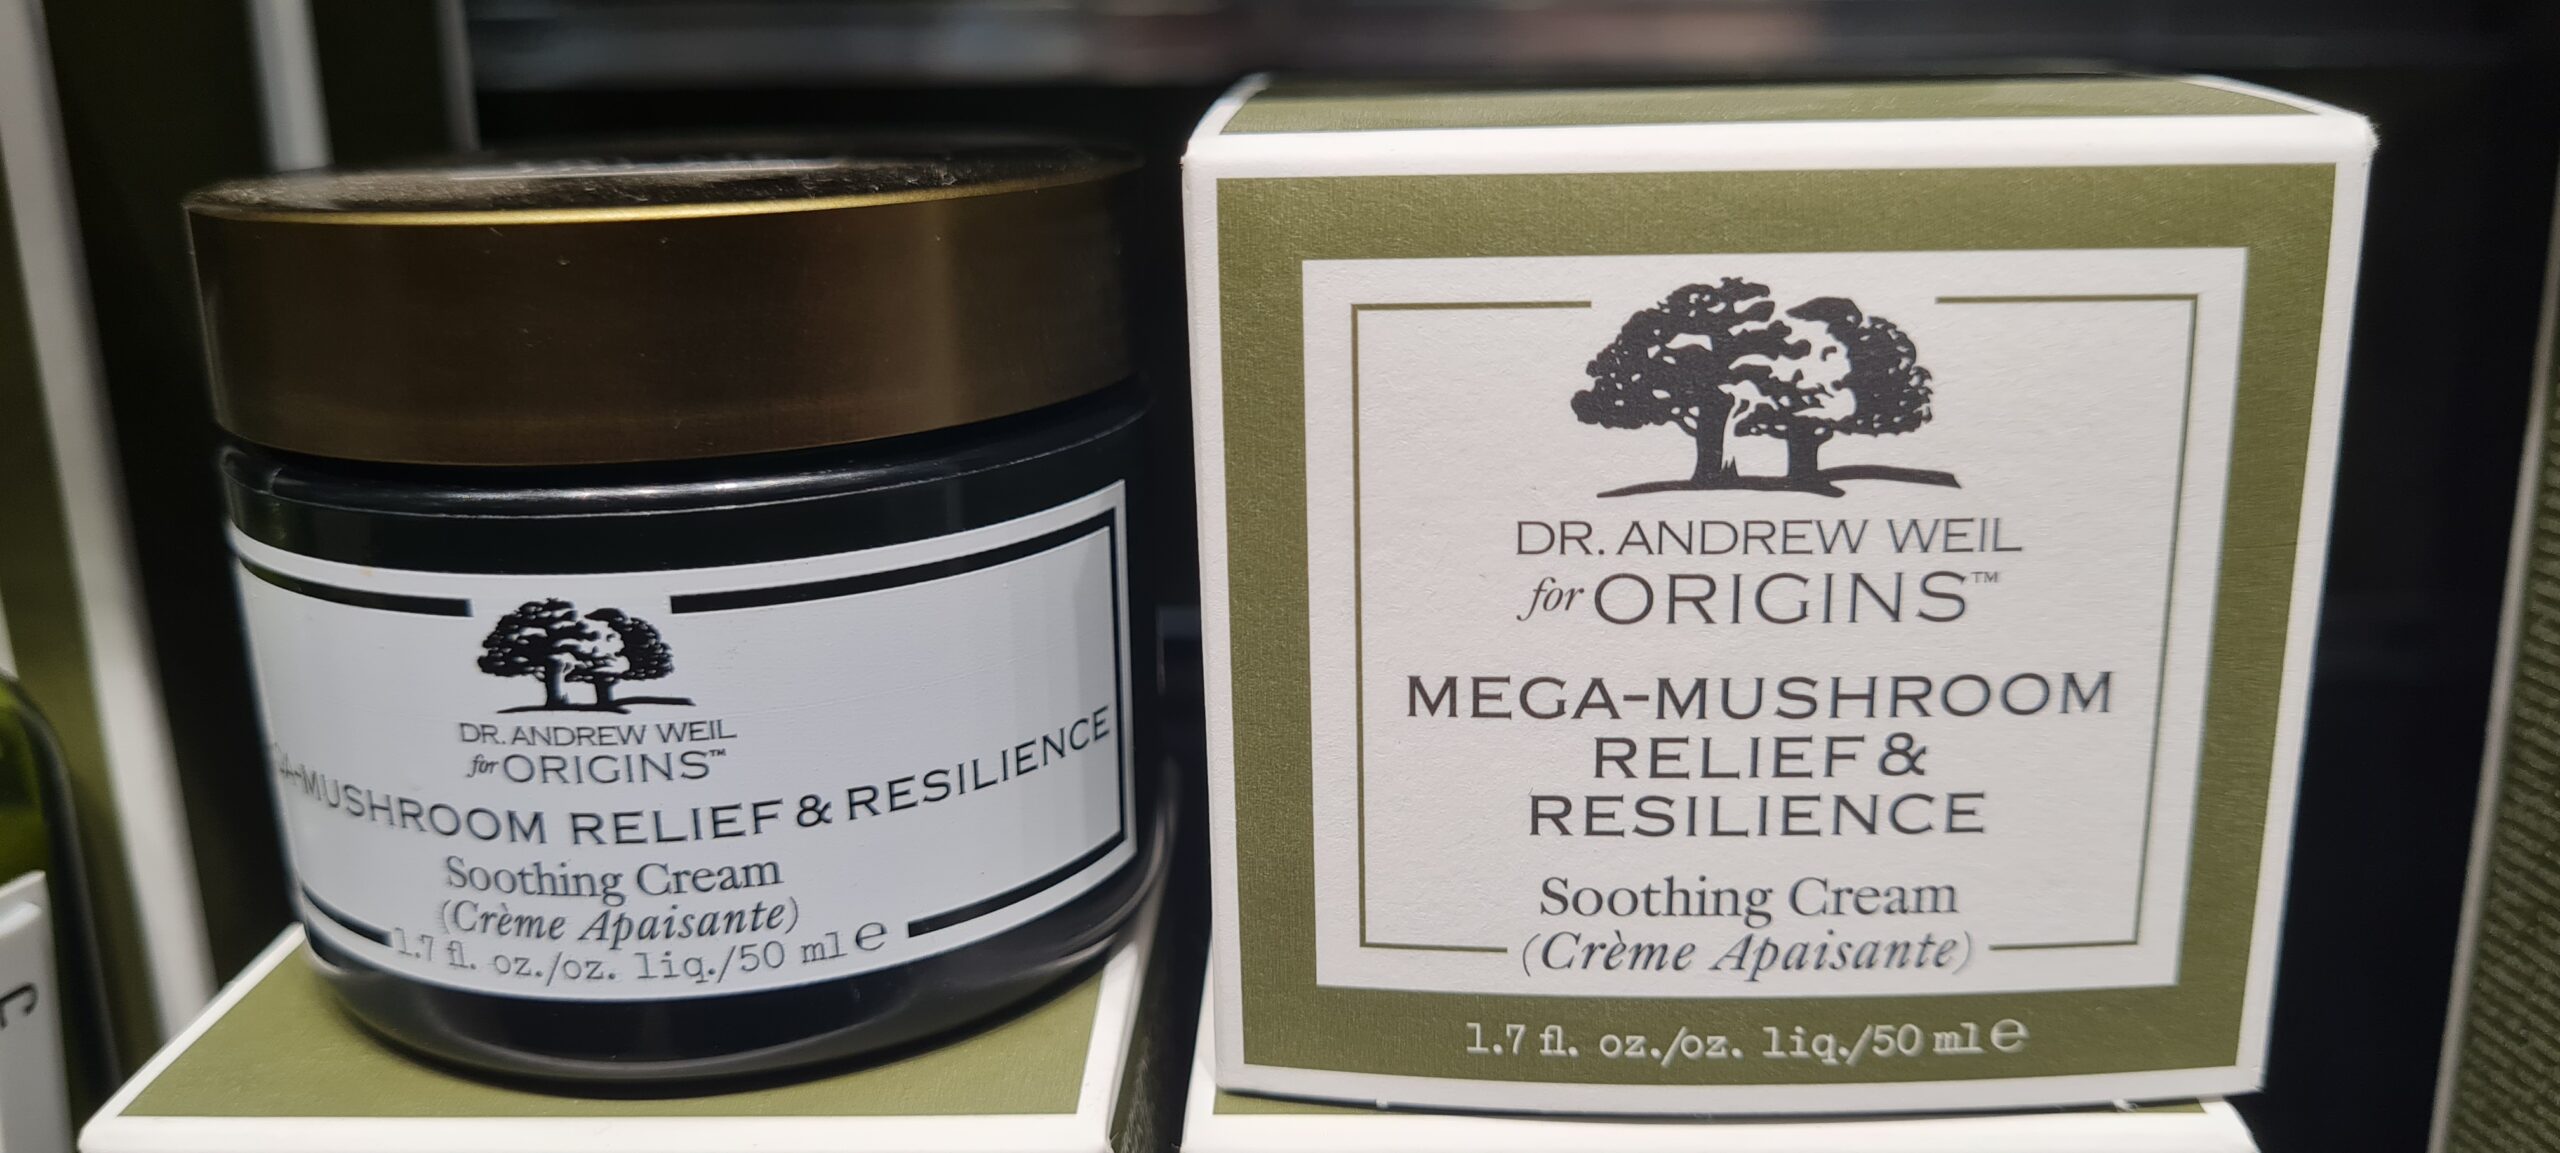 DR. ANDREW WEIL
for ORIGINS™
-MUSHROOM RELIEF & RESILIENCE
Soothing Cream
(Crème Apaisante)
1.7 fl. oz./oz. liq./50 ml e
DR. ANDREW WEIL
for ORIGINS™
MEGA-MUSHROOM
RELIEF &
RESILIENCE
Soothing Cream
(Crème Apaisante)
1.7 fl. oz./oz. liq./50 ml e